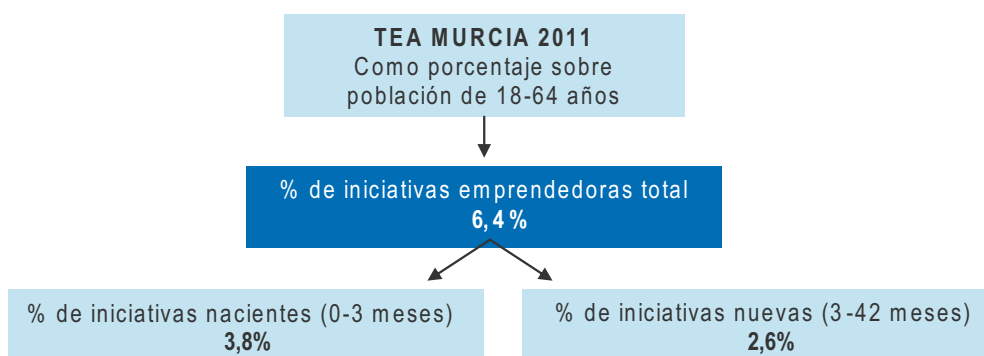 TEA MURCIA 2011
Como porcentaje sobre
población de 18-64 años
% de iniciativas emprendedoras total
6,4%
% de iniciativas nacientes (0-3 meses)
3,8%
% de iniciativas nuevas (3-42 meses)
2,6%